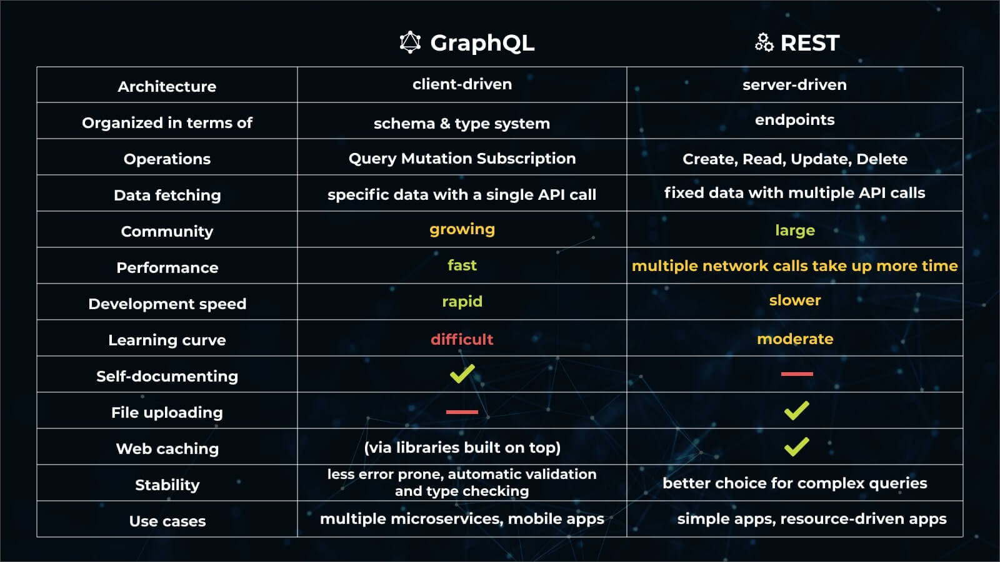 GraphQL REST
Architecture client-driven server-driven
Organized in terms of schema & type system endpoints
Operations Query Mutation Subscription Create, Read, Update, Delete
Data fetching specific data with a single API call fixed data with multiple API calls
Community growing large
Performance fast multiple network calls take up more time
Development speed rapid slower
Learning curve difficult moderate
Self-documenting
File uploading
Web caching (via libraries built on top)
Stability less error prone, automatic validation
and type checking better choice for complex queries
Use cases multiple microservices, mobile apps simple apps, resource-driven apps